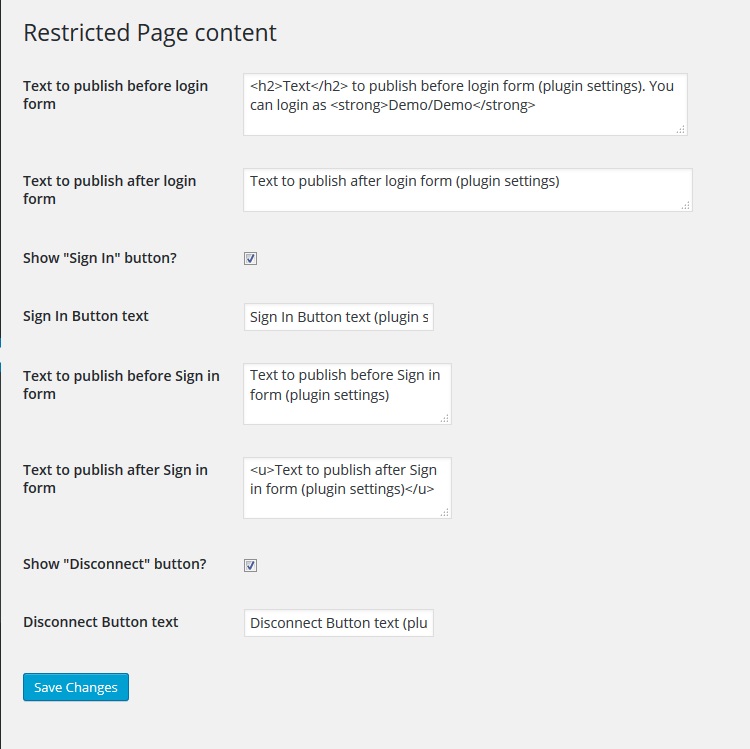 Restricted Page content
Text to publish before login
form
<h2>Text</h2> to publish before login form (plugin settings). You
can login as <strong>Demo/Demo</strong>
Text to publish after login
form
Text to publish after login form (plugin settings)
Show "Sign In" button?
Sign In Button text
Sign In Button text (plugin s
Text to publish before Sign in
form
Text to publish before Sign in
form (plugin settings)
Text to publish after Sign in
form
<u>Text to publish after Sign
in form (plugin settings)</u>
Show "Disconnect" button?
Disconnect Button text
Disconnect Button text (plu
Save Changes